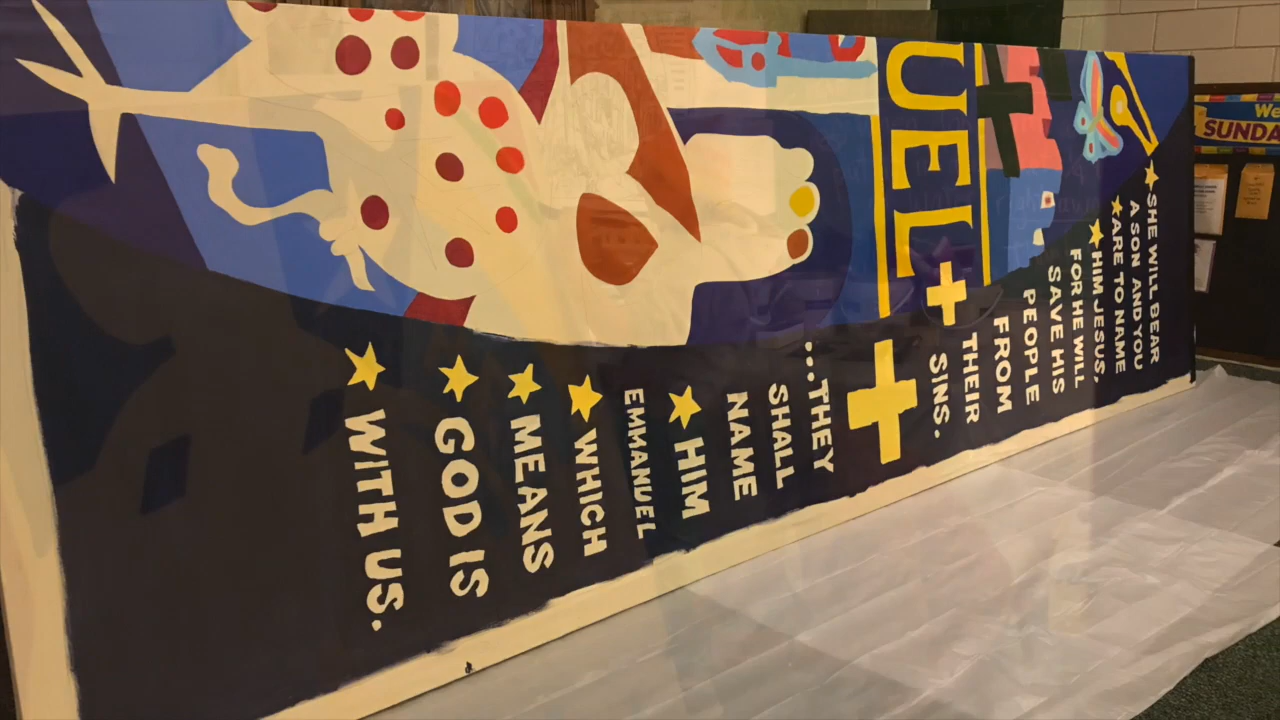 UEL
SHE WILL BEAR
A SON AND YOU
ARE TO NAME
HIM JESUS,
FOR HE WILL
SAVE HIS
PEOPLE
FROM
THEIR
SINS.
...THEY
SHALL
NAME
HIM
EMMANUEL
WHICH
MEANS
GOD IS
WITH US.
We
SUNDA